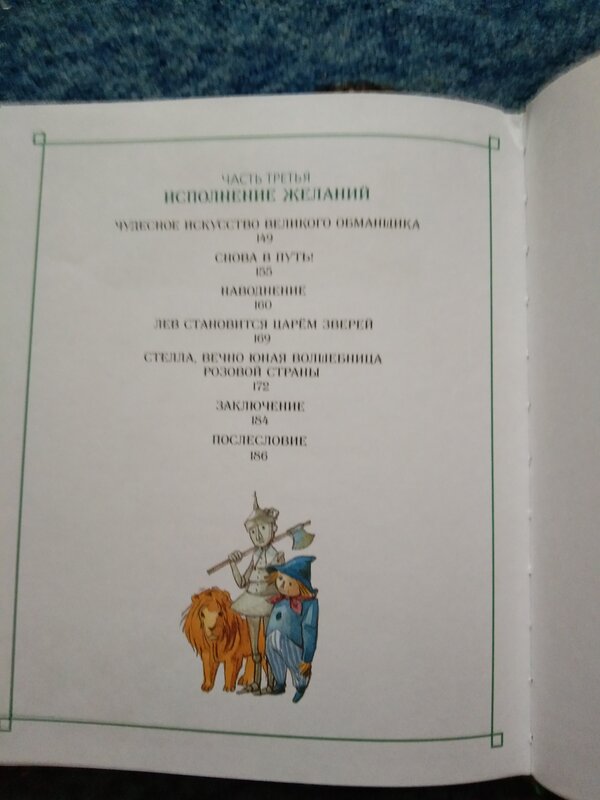 ЧАСТЬ ТРЕТЬЯ
ИСПОЛНЕНИЕ ЖЕЛАНИЙ
ЧУДЕСНОЕ ИСКУССТВО ВЕЛИКОГО ОБМАНЩИКА
149
СНОВА В ПУТЬ!
155
НАВОДНЕНИЕ
160
ЛЕВ СТАНОВИТСЯ ЦАРЁМ ЗВЕРЕЙ
169
СТЕЛЛА, ВЕЧНО ЮНАЯ ВОЛШЕБНИЦА
РОЗОВОЙ СТРАНЫ
172
ЗАКЛЮЧЕНИЕ
184
ПОСЛЕСЛОВИЕ
186